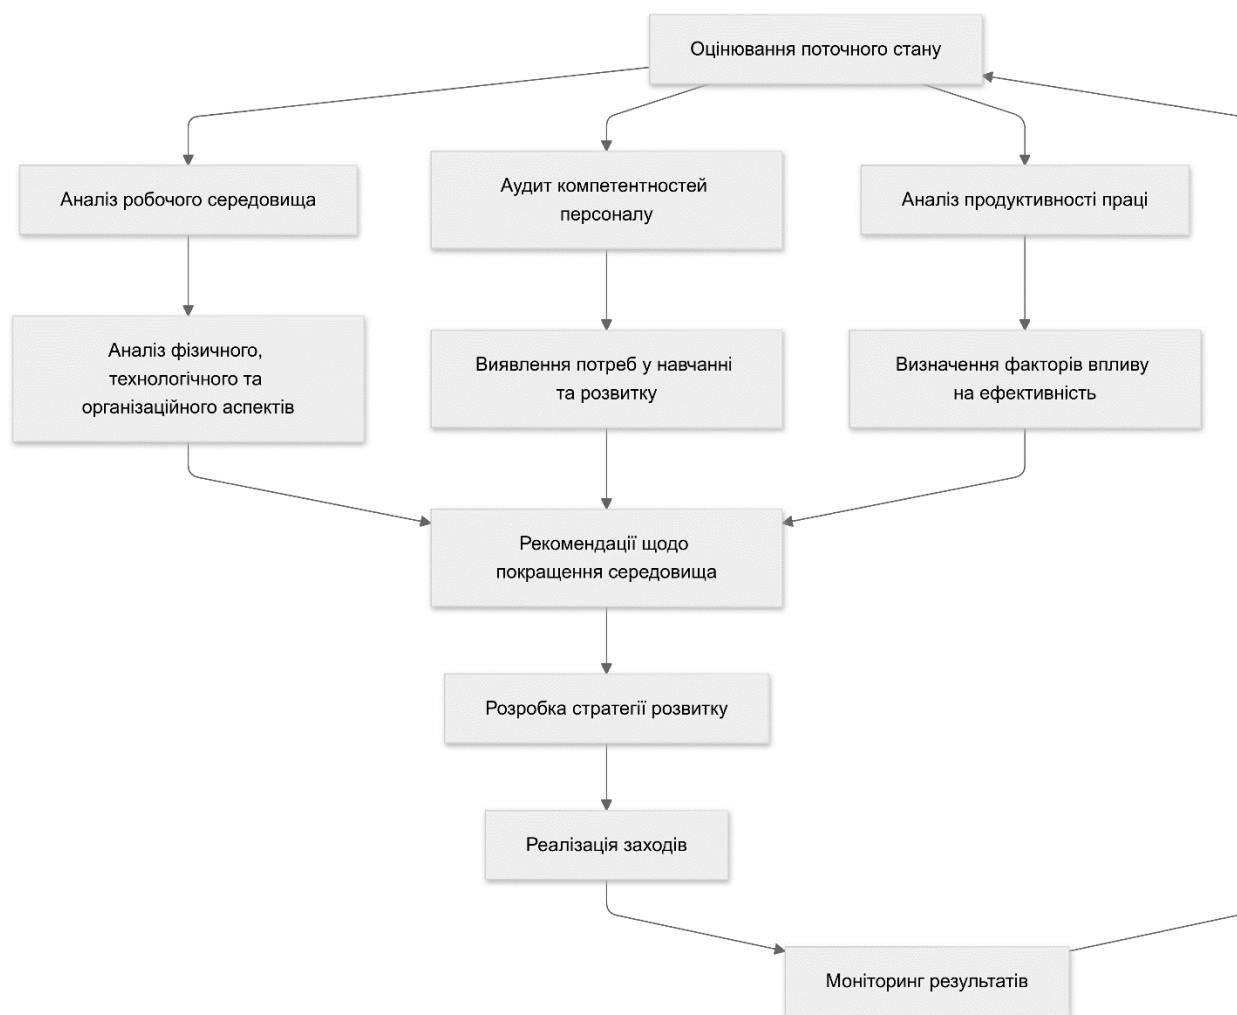 Оцінювання поточного стану
Аналіз робочого середовища
Аудит компетентностей
персоналу
Аналіз продуктивності праці
Аналіз фізичного,
технологічного та
організаційного аспектів
Виявлення потреб у навчанні
та розвитку
Визначення факторів впливу
на ефективність
Рекомендації щодо
покращення середовища
Розробка стратегії розвитку
Реалізація заходів
Моніторинг результатів